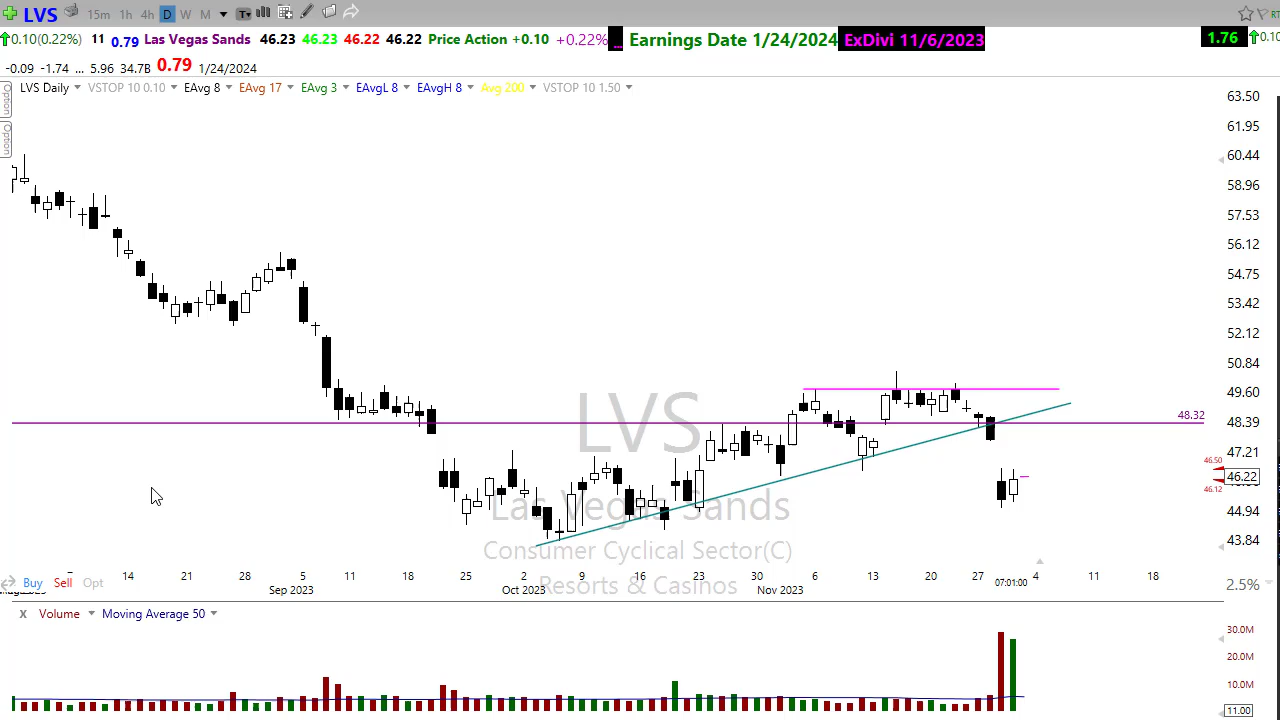 LVS 15m 1h 4h D W M RT
0.10(0.22%) 11 0.79 Las Vegas Sands 46.23 46.23 46.22 46.22 Price Action +0.10 +0.22% ... Earnings Date 1/24/2024 ExDivi 11/6/2023 1.76 0.10
-0.09 -1.74 ... 5.96 34.7B 0.79 1/24/2024
LVS Daily VSTOP 10 0.10 EAvg 8 EAvg 17 EAvg 3 EAvgL 8 EAvgH 8 Avg 200 VSTOP 10 1.50
Option
Option
63.50
61.95
60.44
58.96
57.53
56.12
54.75
53.42
52.12
50.84
49.60
48.32
48.39
47.21
46.50
46.22
46.12
44.94
43.84
LVS
Las Vegas Sands
Consumer Cyclical Sector(C)
Resorts & Casinos
Buy Sell Opt
7 14 21 28 5 11 18 25 2 9 16 23 30 6 13 20 27 4 11 18
Sep 2023 Oct 2023 Nov 2023 07:01:00
2.5%
X Volume Moving Average 50
30.0M
20.0M
10.0M
11.00